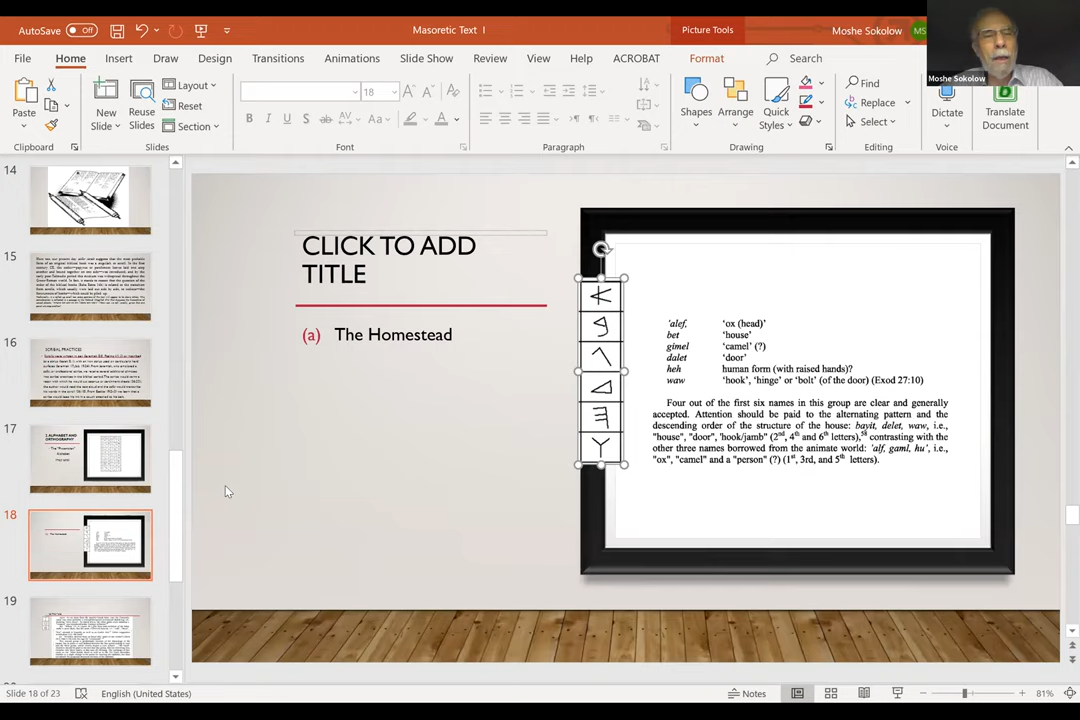 AutoSave Off
Masoretic Text I
Picture Tools
Moshe Sokolow
MS
Moshe Sokolow
File Home Insert Draw Design Transitions Animations Slide Show Review View Help ACROBAT Format Search
Paste
Clipboard
New Slide
Reuse Slides
Layout
Reset
Section
Slides
18
Font
Paragraph
Shapes
Arrange
Quick Styles
Drawing
Find
Replace
Select
Editing
Dictate
Voice
Translate Document
14
15
16
17
18
19
CLICK TO ADD
TITLE
(a) The Homestead
𐤀
𐤁
𐤂
𐤃
𐤄
𐤅
'alef, 'ox (head)'
bet 'house'
gimel 'camel' (?)
dalet 'door'
heh human form (with raised hands)?
waw 'hook', 'hinge' or 'bolt' (of the door) (Exod 27:10)
Four out of the first six names in this group are clear and generally
accepted. Attention should be paid to the alternating pattern and the
descending order of the structure of the house: bayit, delet, waw, i.e.,
"house", "door", 'hook/jamb" (2nd, 4th and 6th letters),58 contrasting with the
other three names borrowed from the animate world: 'alf, gaml, hu', i.e.,
"ox", "camel" and a "person" (?) (1st, 3rd, and 5th letters).
Slide 18 of 23
English (United States)
Notes
81%